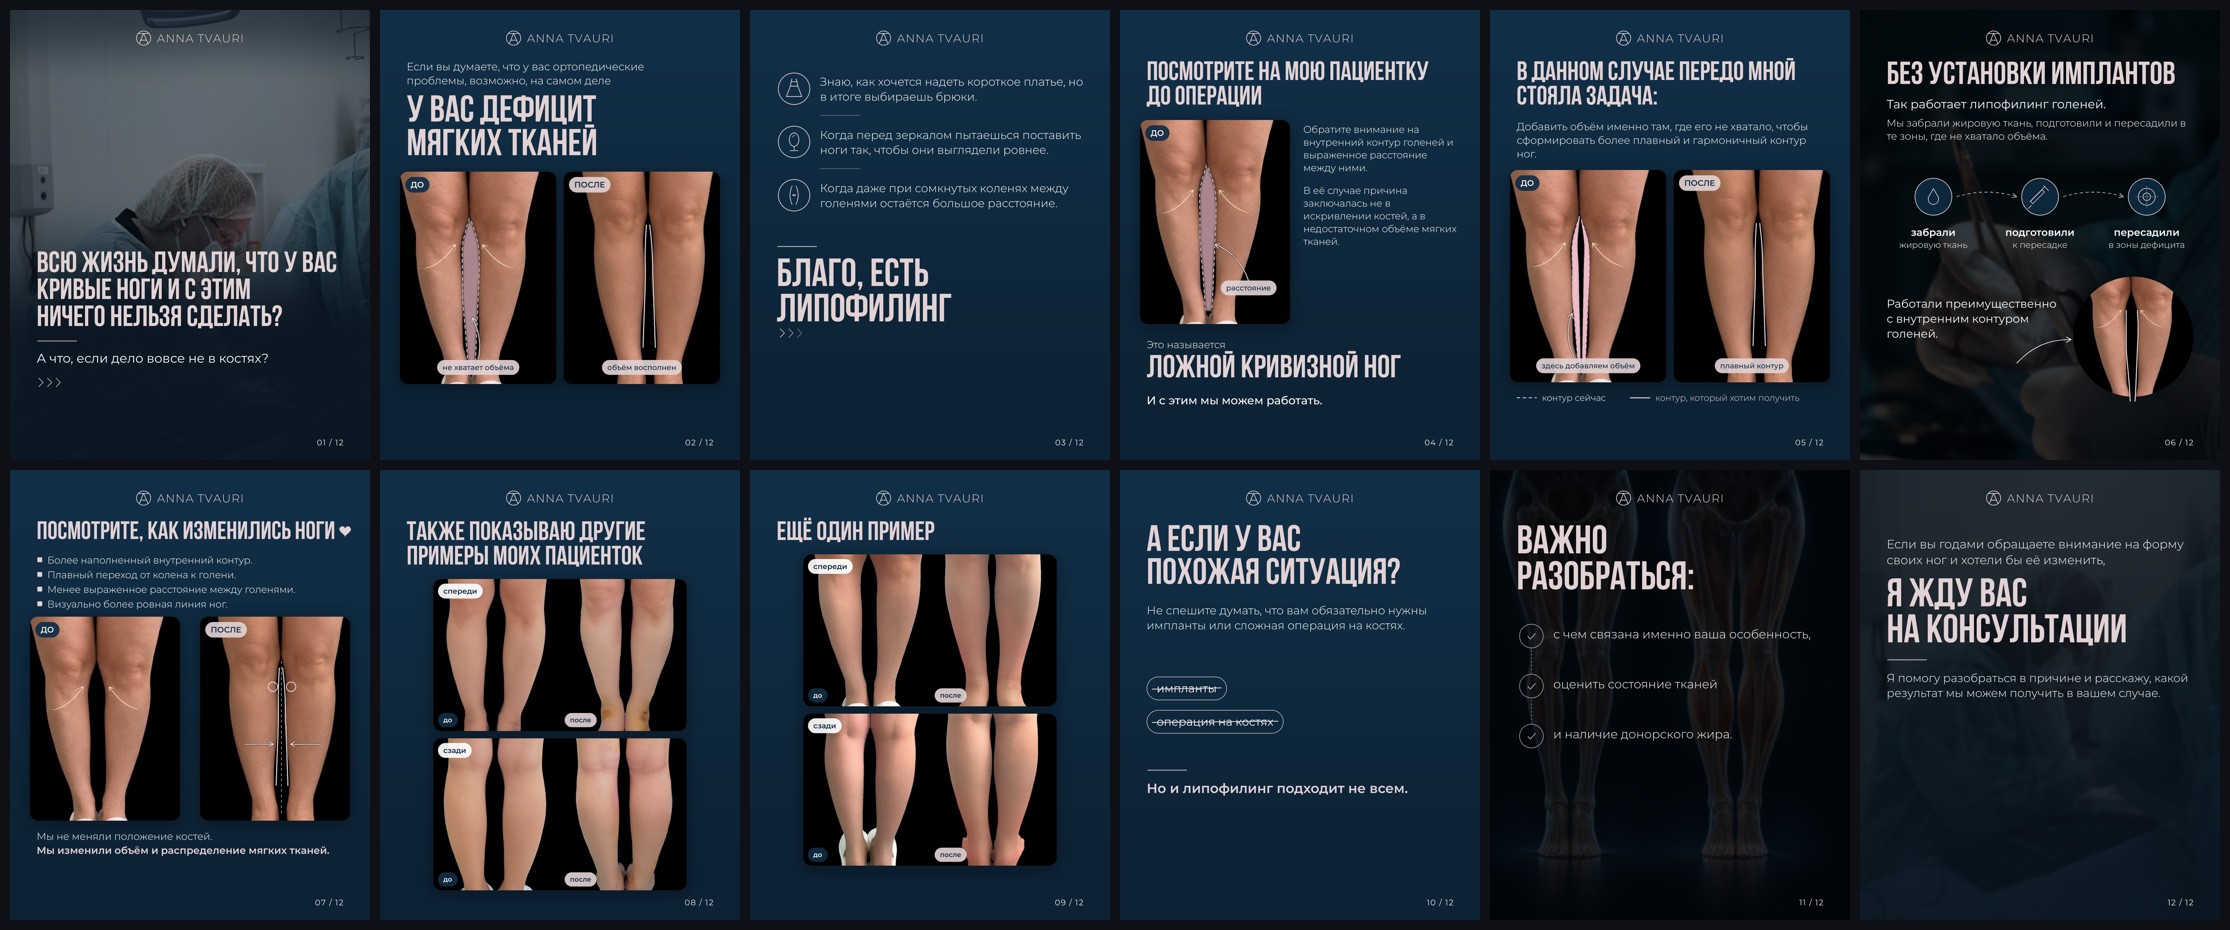 ANNA TVAURI
ВСЮ ЖИЗНЬ ДУМАЛИ, ЧТО У ВАС
КРИВЫЕ НОГИ И С ЭТИМ
НИЧЕГО НЕЛЬЗЯ СДЕЛАТЬ?
А что, если дело вовсе не в костях?
01 / 12
ANNA TVAURI
Если вы думаете, что у вас ортопедические
проблемы, возможно, на самом деле
У ВАС ДЕФИЦИТ
МЯГКИХ ТКАНЕЙ
ДО
ПОСЛЕ
не хватает объёма
объём восполнен
02 / 12
ANNA TVAURI
Знаю, как хочется надеть короткое платье, но
в итоге выбираешь брюки.
Когда перед зеркалом пытаешься поставить
ноги так, чтобы они выглядели ровнее.
Когда даже при сомкнутых коленях между
голенями остаётся большое расстояние.
БЛАГО, ЕСТЬ
ЛИПОФИЛИНГ
03 / 12
ANNA TVAURI
ПОСМОТРИТЕ НА МОЮ ПАЦИЕНТКУ
ДО ОПЕРАЦИИ
ДО
Обратите внимание на
внутренний контур голеней и
выраженное расстояние
между ними.
В её случае причина
заключалась не в
искривлении костей, а в
недостаточном объёме мягких
тканей.
расстояние
Это называется
ЛОЖНОЙ КРИВИЗНОЙ НОГ
И с этим мы можем работать.
04 / 12
ANNA TVAURI
В ДАННОМ СЛУЧАЕ ПЕРЕДО МНОЙ
СТОЯЛА ЗАДАЧА:
Добавить объём именно там, где его не хватало, чтобы
сформировать более плавный и гармоничный контур
ног.
ДО
ПОСЛЕ
здесь добавляем объём
плавный контур
контур сейчас
контур, который хотим получить
05 / 12
ANNA TVAURI
БЕЗ УСТАНОВКИ ИМПЛАНТОВ
Так работает липофилинг голеней.
Мы забрали жировую ткань, подготовили и пересадили в
те зоны, где не хватало объёма.
забрали
жировую ткань
подготовили
к пересадке
пересадили
в зоны дефицита
Работали преимущественно
с внутренним контуром
голеней.
06 / 12
ANNA TVAURI
ПОСМОТРИТЕ, КАК ИЗМЕНИЛИСЬ НОГИ ♥
Более наполненный внутренний контур.
Плавный переход от колена к голени.
Менее выраженное расстояние между голенями.
Визуально более ровная линия ног.
ДО
ПОСЛЕ
Мы не меняли положение костей.
Мы изменили объём и распределение мягких тканей.
07 / 12
ANNA TVAURI
ТАКЖЕ ПОКАЗЫВАЮ ДРУГИЕ
ПРИМЕРЫ МОИХ ПАЦИЕНТОК
спереди
до
после
сзади
до
после
08 / 12
ANNA TVAURI
ЕЩЁ ОДИН ПРИМЕР
спереди
до
после
сзади
до
после
09 / 12
ANNA TVAURI
А ЕСЛИ У ВАС
ПОХОЖАЯ СИТУАЦИЯ?
Не спешите думать, что вам обязательно нужны
импланты или сложная операция на костях.
импланты
операция на костях
Но и липофилинг подходит не всем.
10 / 12
ANNA TVAURI
ВАЖНО
РАЗОБРАТЬСЯ:
с чем связана именно ваша особенность,
оценить состояние тканей
и наличие донорского жира.
11 / 12
ANNA TVAURI
Если вы годами обращаете внимание на форму
своих ног и хотели бы её изменить,
Я ЖДУ ВАС
НА КОНСУЛЬТАЦИИ
Я помогу разобраться в причине и расскажу, какой
результат мы можем получить в вашем случае.
12 / 12